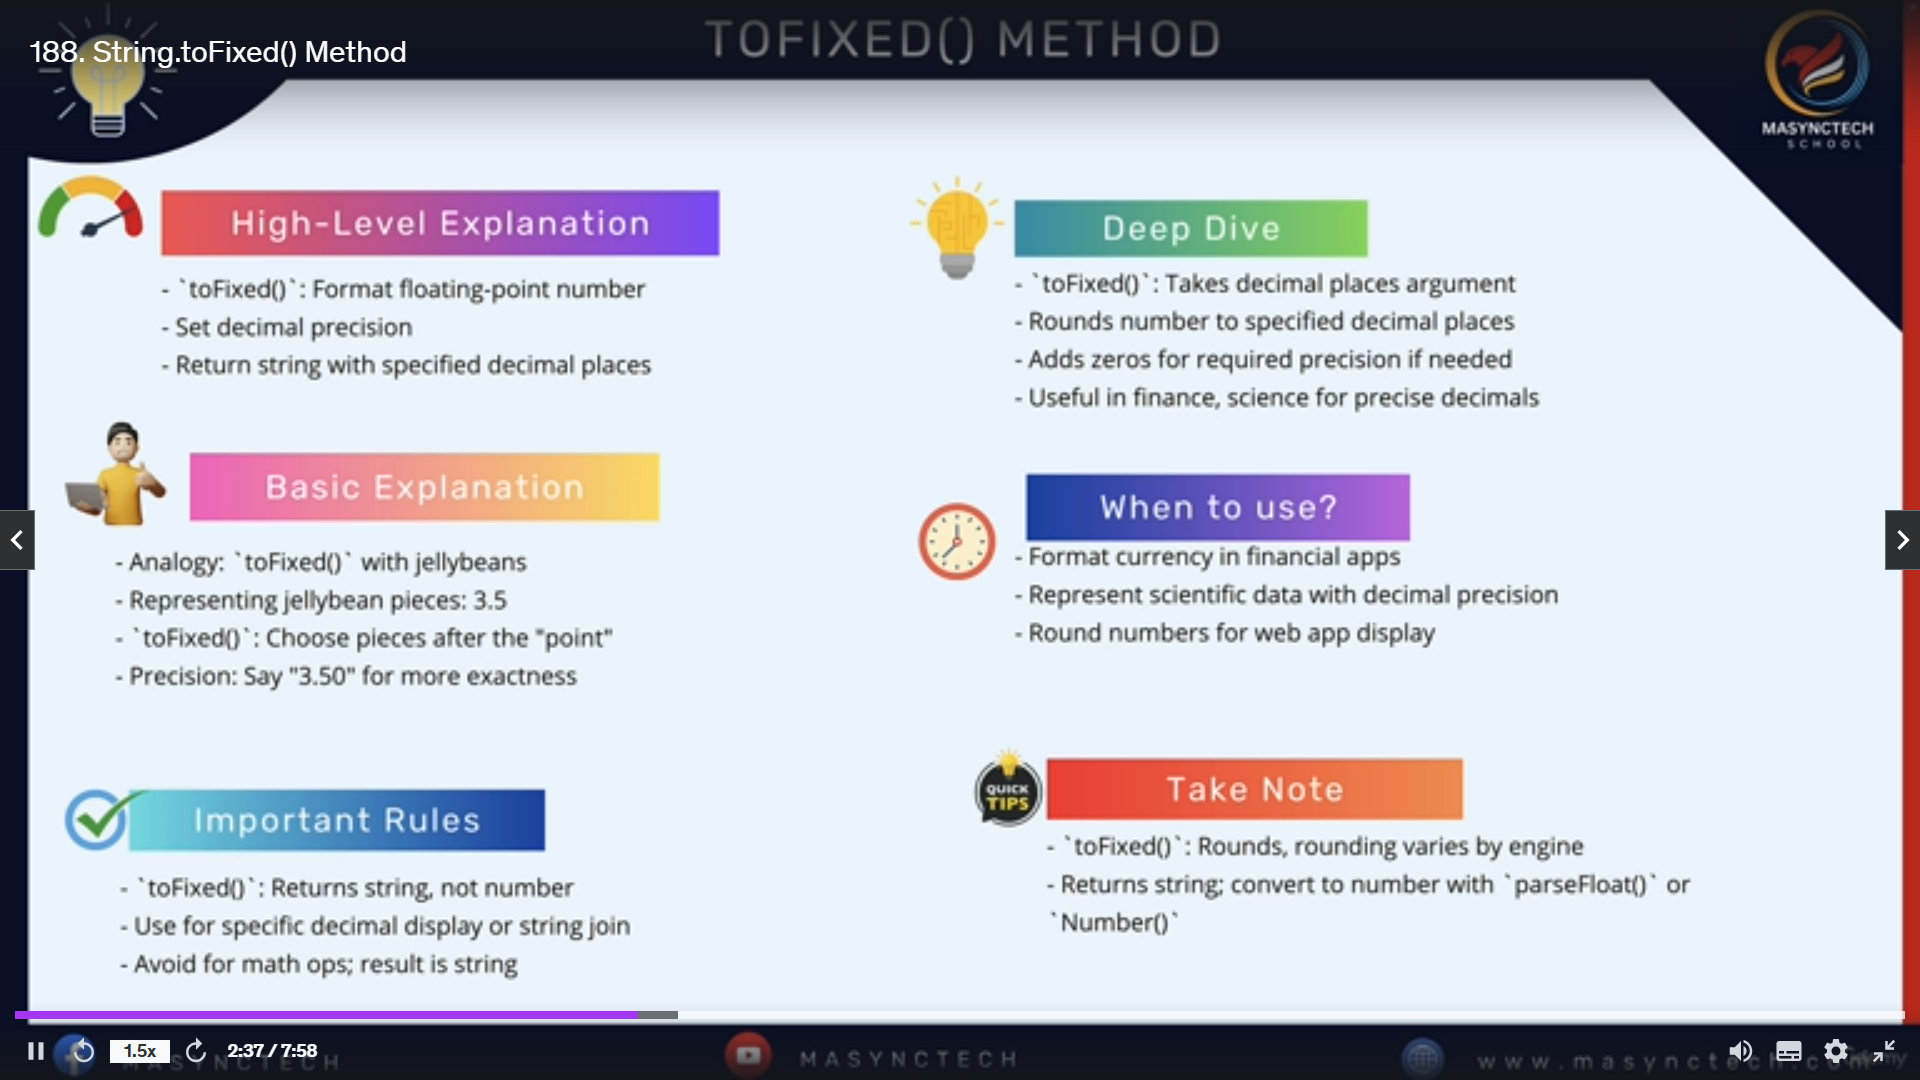 TOFIXED() METHOD
188. String.toFixed() Method
MASYNCTECH
SCHOOL
High-Level Explanation
- `toFixed()`: Format floating-point number
- Set decimal precision
- Return string with specified decimal places
Basic Explanation
- Analogy: `toFixed()` with jellybeans
- Representing jellybean pieces: 3.5
- `toFixed()`: Choose pieces after the "point"
- Precision: Say "3.50" for more exactness
Important Rules
- `toFixed()`: Returns string, not number
- Use for specific decimal display or string join
- Avoid for math ops; result is string
Deep Dive
- `toFixed()`: Takes decimal places argument
- Rounds number to specified decimal places
- Adds zeros for required precision if needed
- Useful in finance, science for precise decimals
When to use?
- Format currency in financial apps
- Represent scientific data with decimal precision
- Round numbers for web app display
QUICK
TIPS
Take Note
- `toFixed()`: Rounds, rounding varies by engine
- Returns string; convert to number with `parseFloat()` or
`Number()`
1.5x
2:37 / 7:58
MASYNCTECH
MASYNCTECH
www.masynctech.com